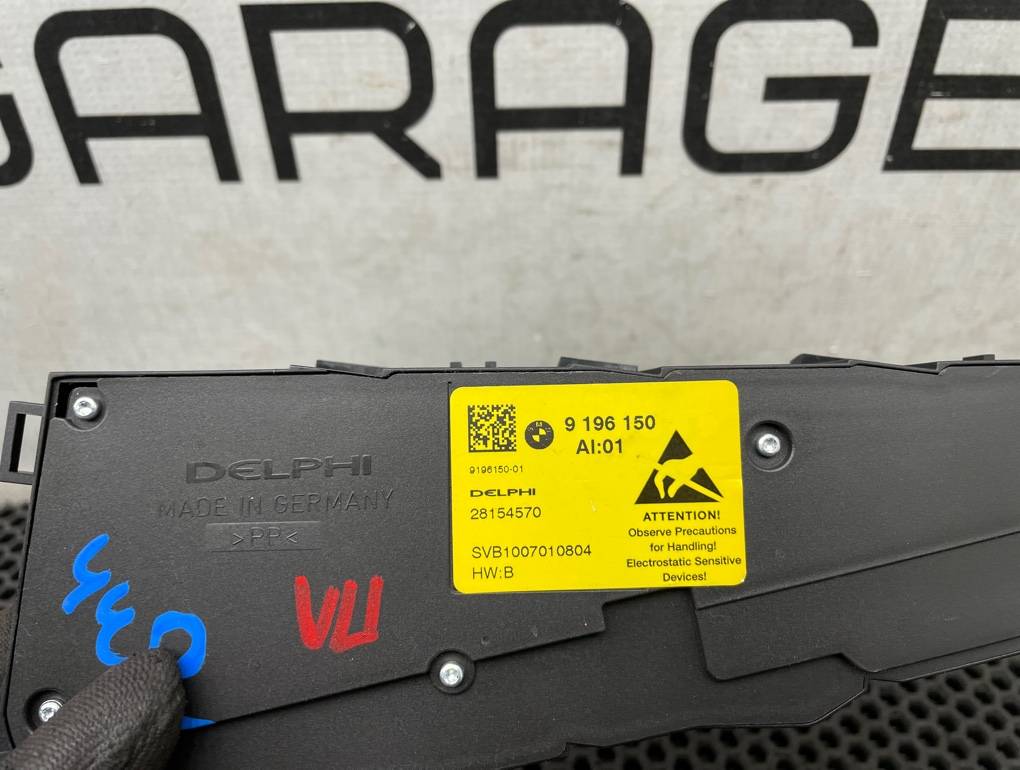 GARAGE
9 196 150
AI:01
9196150-01
DELPHI
28154570
SVB1007010804
HW:B
ATTENTION!
Observe Precautions
for Handling!
Electrostatic Sensitive
Devices!
DELPHI
MADE IN GERMANY
>PP<
VU